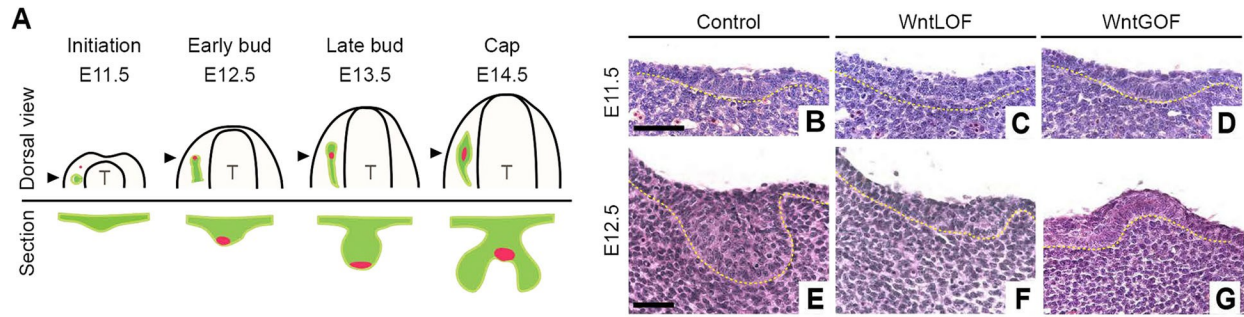 A
Initiation Early bud Late bud Cap
E11.5 E12.5 E13.5 E14.5
Dorsal view
T T T T
Section
Control WntLOF WntGOF
E11.5
B C D
E12.5
E F G